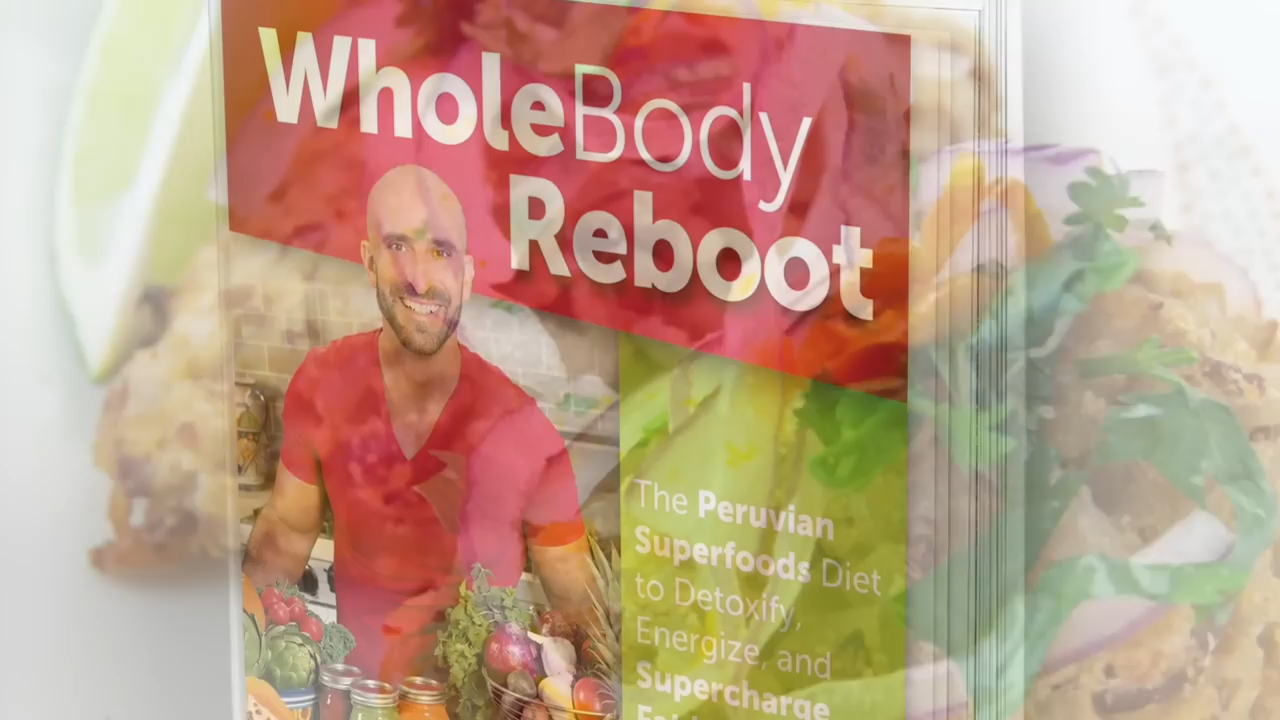 WholeBody
Reboot
The Peruvian
Superfoods Diet
to Detoxify,
Energize, and
Supercharge